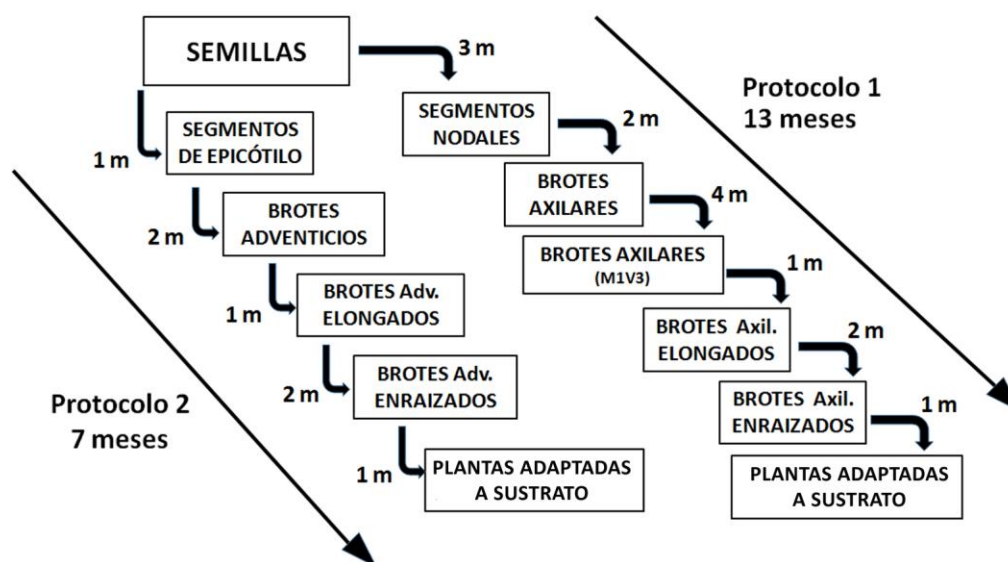 SEMILLAS
3 m
Protocolo 1
13 meses
SEGMENTOS
NODALES
2 m
1 m
SEGMENTOS
DE EPICÓTILO
BROTES
AXILARES
4 m
2 m
BROTES
ADVENTICIOS
BROTES AXILARES
(M1V3)
1 m
1 m
BROTES Adv.
ELONGADOS
BROTES Axil.
ELONGADOS
2 m
Protocolo 2
7 meses
2 m
BROTES Adv.
ENRAIZADOS
BROTES Axil.
ENRAIZADOS
1 m
1 m
PLANTAS ADAPTADAS
A SUSTRATO
PLANTAS ADAPTADAS
A SUSTRATO